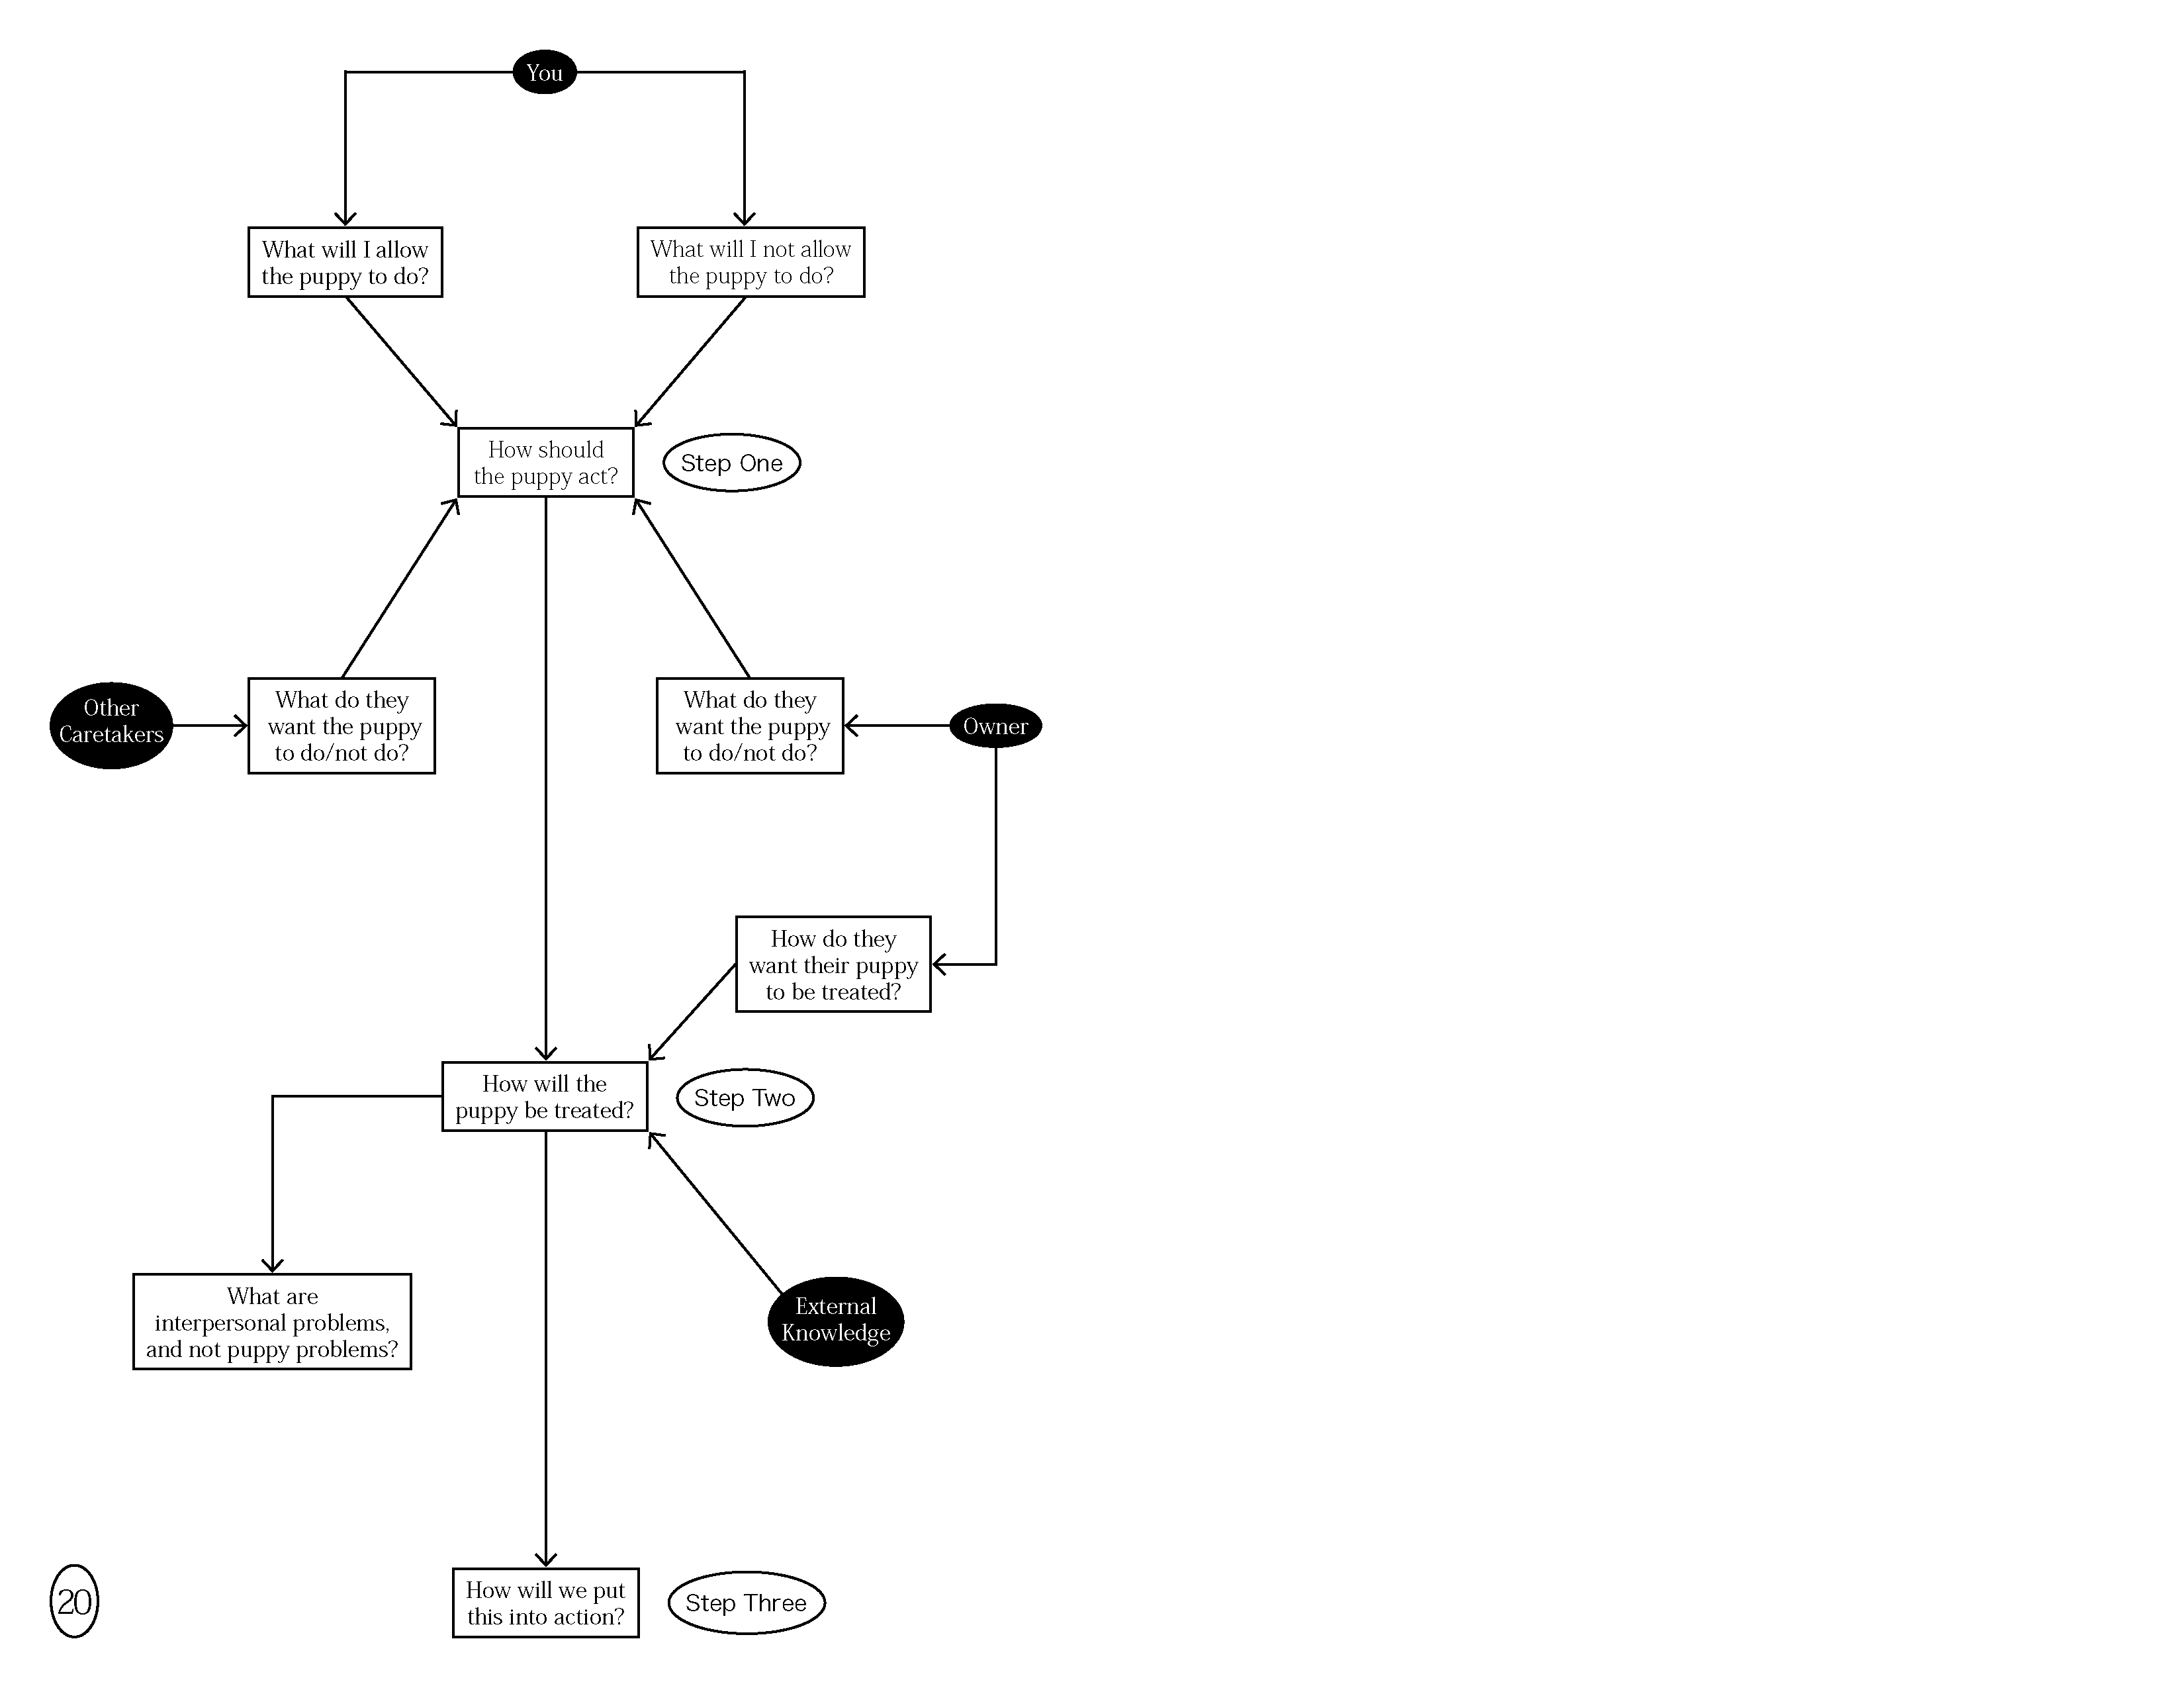 You
What will I allow
the puppy to do?
What will I not allow
the puppy to do?
How should
the puppy act?
Step One
Other
Caretakers
What do they
want the puppy
to do/not do?
What do they
want the puppy
to do/not do?
Owner
How do they
want their puppy
to be treated?
How will the
puppy be treated?
Step Two
What are
interpersonal problems,
and not puppy problems?
External
Knowledge
How will we put
this into action?
Step Three
20